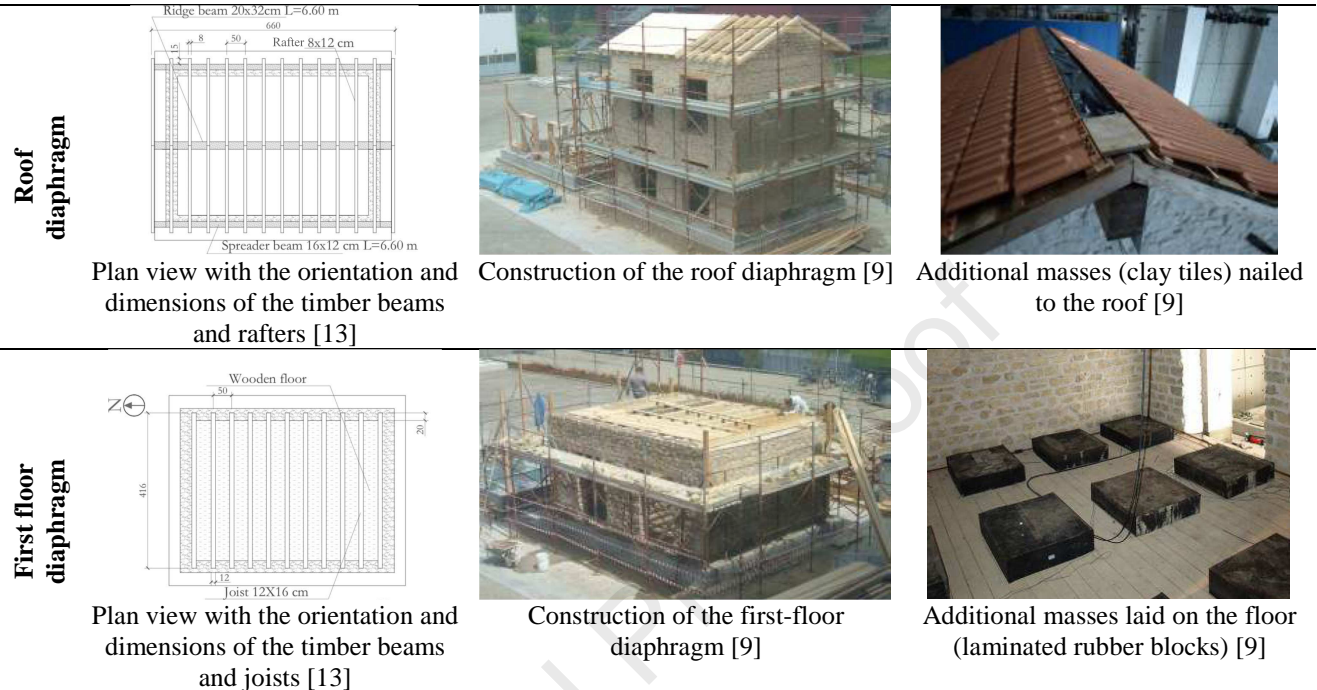 Ridge beam 20x32cm L=6.60 m
660
15
8
50
Rafter 8x12 cm
Spreader beam 16x12 cm L=6.60 m
Roof
diaphragm
Plan view with the orientation and
dimensions of the timber beams
and rafters [13]
Construction of the roof diaphragm [9]
Additional masses (clay tiles) nailed
to the roof [9]
Wooden floor
50
N
20
416
12
Joist 12X16 cm
First floor
diaphragm
Plan view with the orientation and
dimensions of the timber beams
and joists [13]
Construction of the first-floor
diaphragm [9]
Additional masses laid on the floor
(laminated rubber blocks) [9]